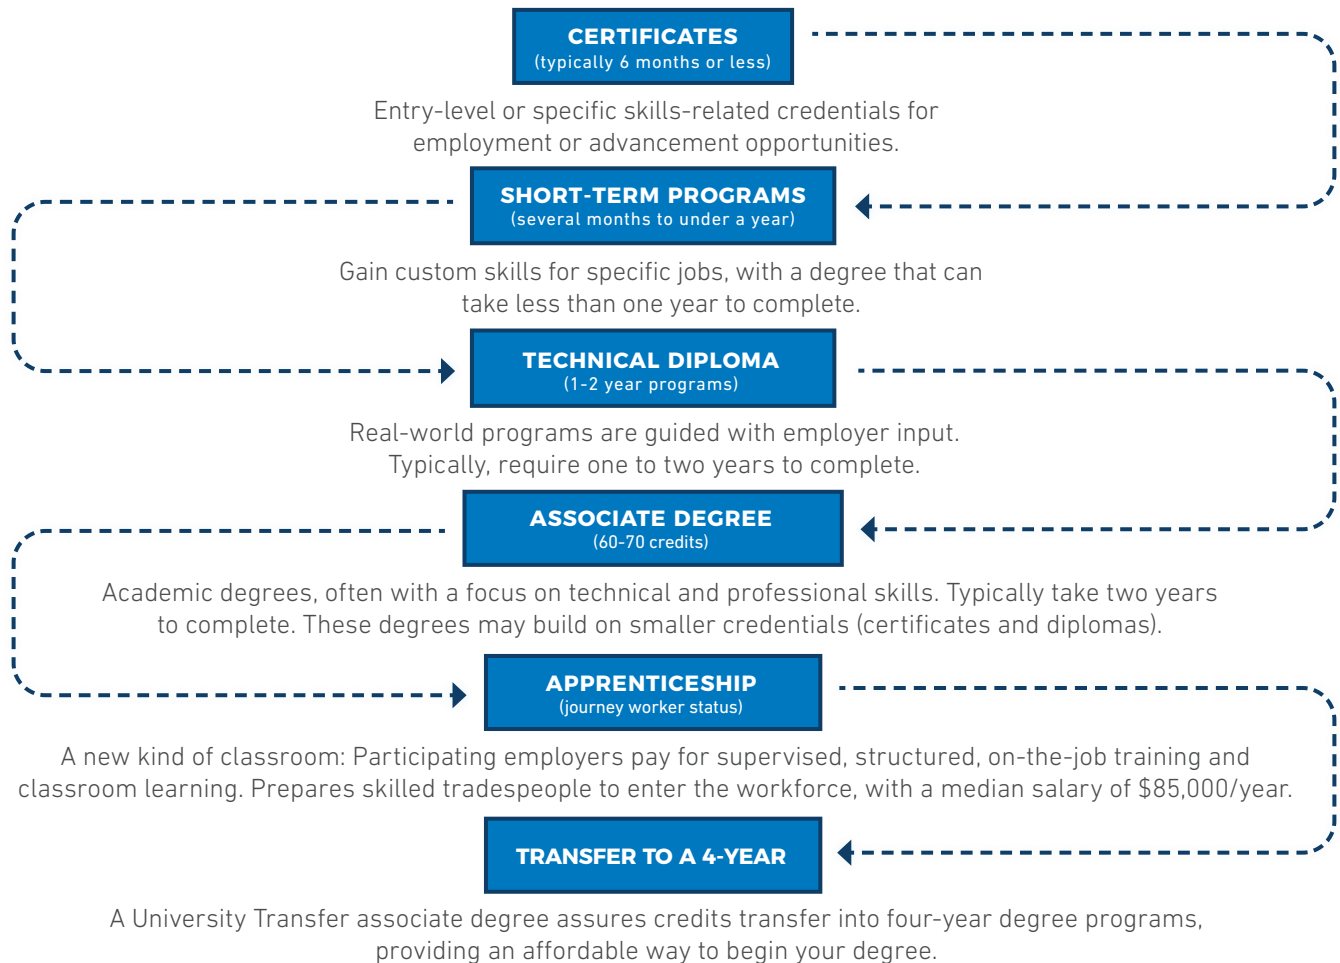 CERTIFICATES
(typically 6 months or less)
Entry-level or specific skills-related credentials for
employment or advancement opportunities.
SHORT-TERM PROGRAMS
(several months to under a year)
Gain custom skills for specific jobs, with a degree that can
take less than one year to complete.
TECHNICAL DIPLOMA
(1-2 year programs)
Real-world programs are guided with employer input.
Typically, require one to two years to complete.
ASSOCIATE DEGREE
(60-70 credits)
Academic degrees, often with a focus on technical and professional skills. Typically take two years
to complete. These degrees may build on smaller credentials (certificates and diplomas).
APPRENTICESHIP
(journey worker status)
A new kind of classroom: Participating employers pay for supervised, structured, on-the-job training and
classroom learning. Prepares skilled tradespeople to enter the workforce, with a median salary of $85,000/year.
TRANSFER TO A 4-YEAR
A University Transfer associate degree assures credits transfer into four-year degree programs,
providing an affordable way to begin your degree.